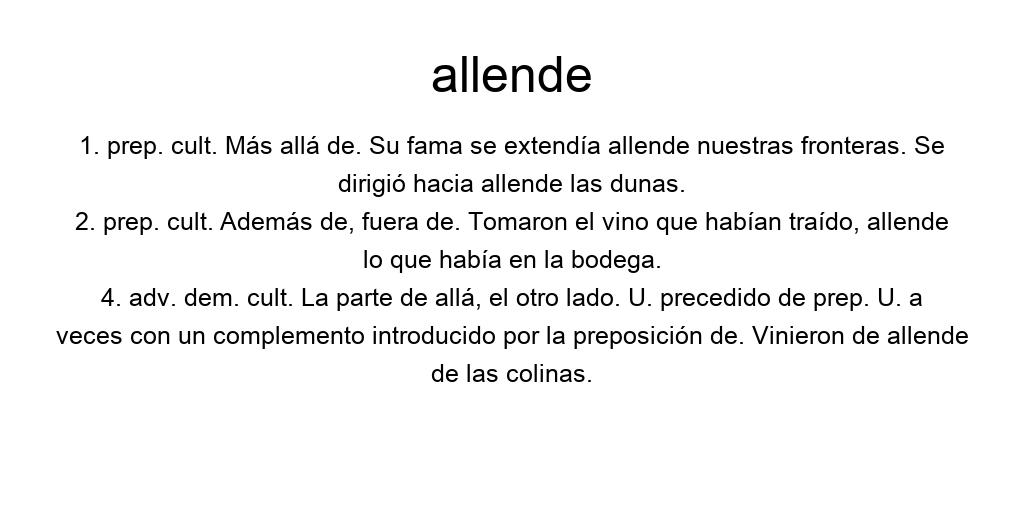 allende
1. prep. cult. Más allá de. Su fama se extendía allende nuestras fronteras. Se
dirigió hacia allende las dunas.
2. prep. cult. Además de, fuera de. Tomaron el vino que habían traído, allende
lo que había en la bodega.
4. adv. dem. cult. La parte de allá, el otro lado. U. precedido de prep. U. a
veces con un complemento introducido por la preposición de. Vinieron de allende
de las colinas.